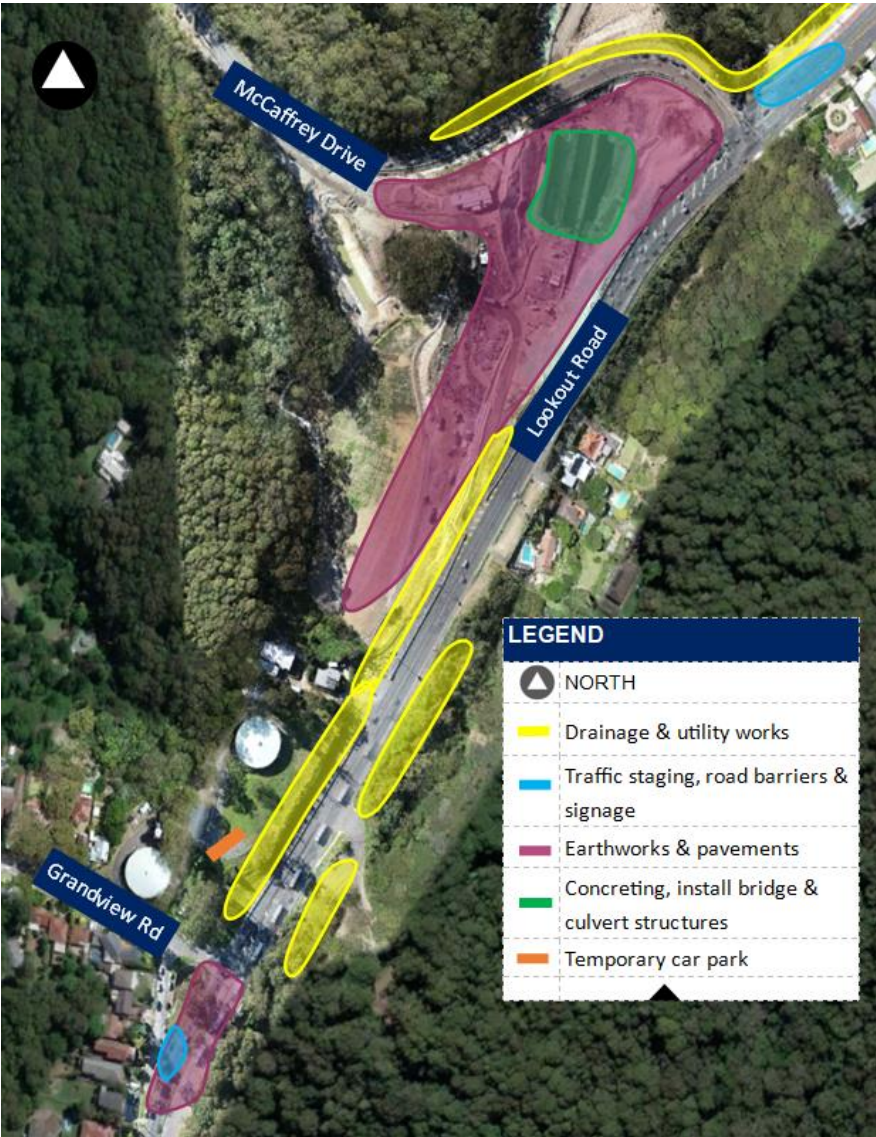 McCaffrey Drive
Lookout Road
Grandview Rd
LEGEND
NORTH
Drainage & utility works
Traffic staging, road barriers &
signage
Earthworks & pavements
Concreting, install bridge &
culvert structures
Temporary car park